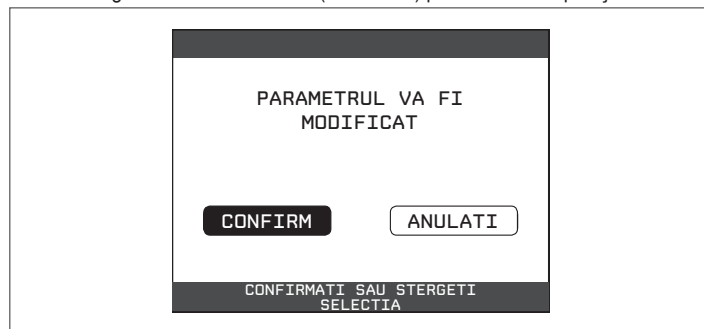 PARAMETRUL VA FI
MODIFICAT
CONFIRM ANULATI
CONFIRMATI SAU STERGETI
SELECTIA